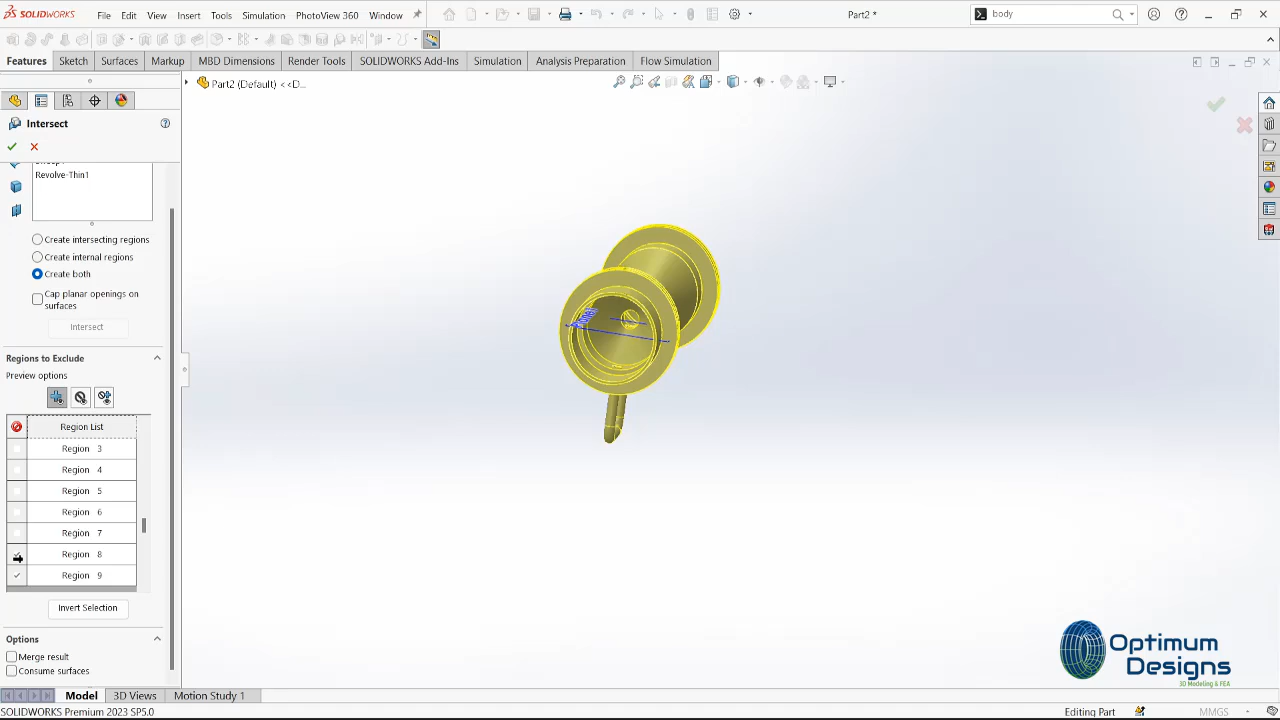 SOLIDWORKS File Edit View Insert Tools Simulation PhotoView 360 Window Part2 * body
Features Sketch Surfaces Markup MBD Dimensions Render Tools SOLIDWORKS Add-Ins Simulation Analysis Preparation Flow Simulation
Part2 (Default) <<D...
Intersect
Revolve-Thin1
Create intersecting regions
Create internal regions
Create both
Cap planar openings on
surfaces
Intersect
Regions to Exclude
Preview options
Region List
Region 3
Region 4
Region 5
Region 6
Region 7
Region 8
Region 9
Invert Selection
Options
Merge result
Consume surfaces
Optimum
Designs
3D Modeling & FEA
Model 3D Views Motion Study 1
SOLIDWORKS Premium 2023 SP5.0 Editing Part MMGS